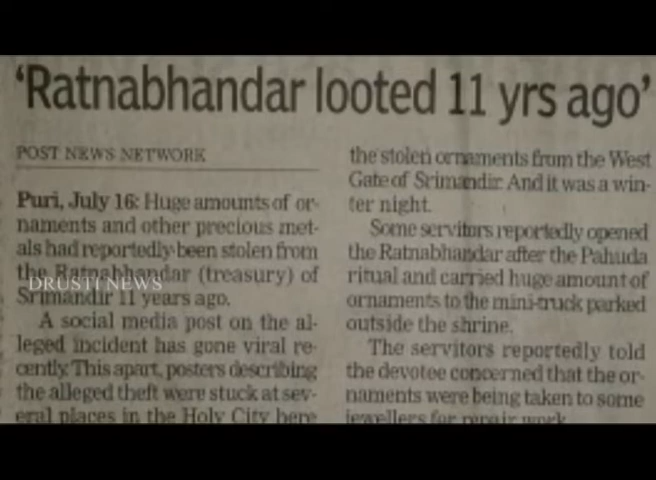 'Ratnabhandar looted 11 yrs ago'
POST NEWS NETWORK
Puri, July 16: Huge amounts of or-
naments and other precious met-
als had reportedly been stolen from
the Ratnabhandar (treasury) of
DRUSTI NEWS
Srimandir 11 years ago.
A social media post on the al-
leged incident has gone viral re-
cently. This apart, posters describing
the alleged theft were stuck at sev-
eral places in the Holy City here
the stolen ornaments from the West
Gate of Srimandir. And it was a win-
ter night.
Some servitors reportedly opened
the Ratnabhandar after the Pahuda
ritual and carried huge amount of
ornaments to the mini-truck parked
outside the shrine.
The servitors reportedly told
the devotee concerned that the or-
naments were being taken to some
jewellers for repair work